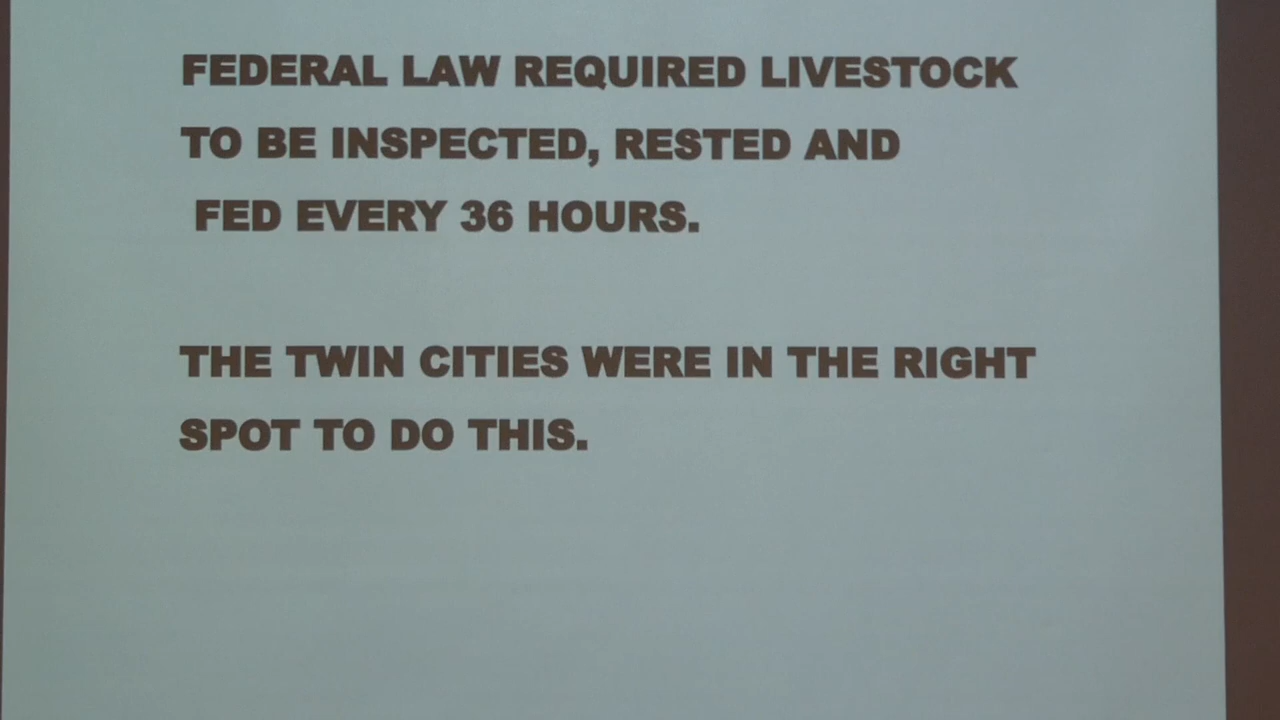 FEDERAL LAW REQUIRED LIVESTOCK
TO BE INSPECTED, RESTED AND
FED EVERY 36 HOURS.
THE TWIN CITIES WERE IN THE RIGHT
SPOT TO DO THIS.